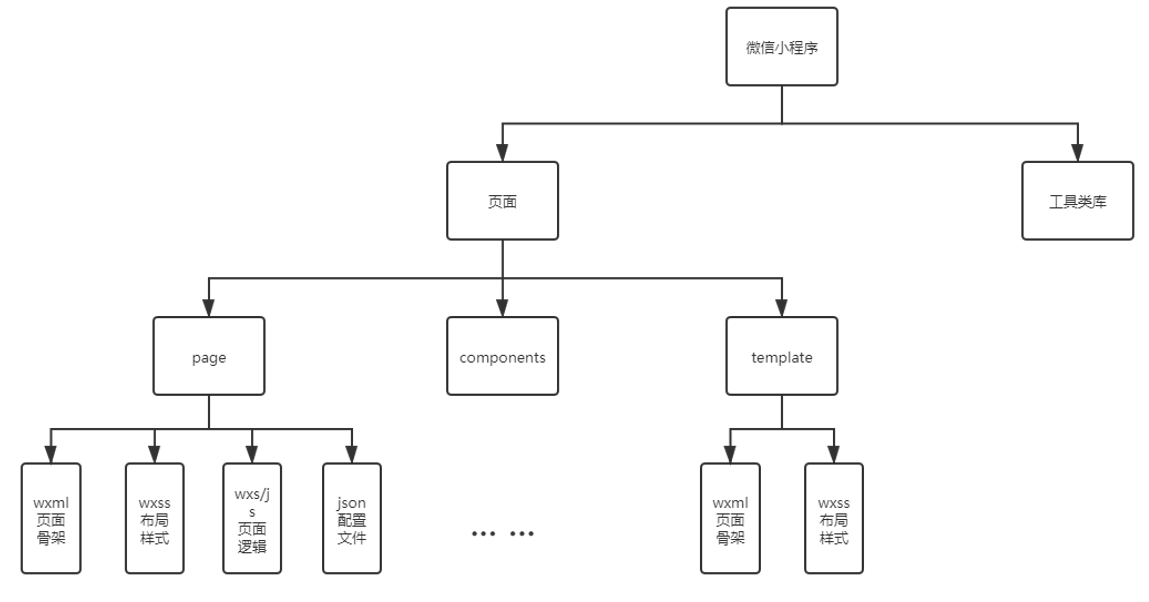 微信小程序
页面
工具类库
page
components
template
wxml
页面
骨架
wxss
布局
样式
wxs/j
s
页面
逻辑
json
配置
文件
... ...
wxml
页面
骨架
wxss
布局
样式